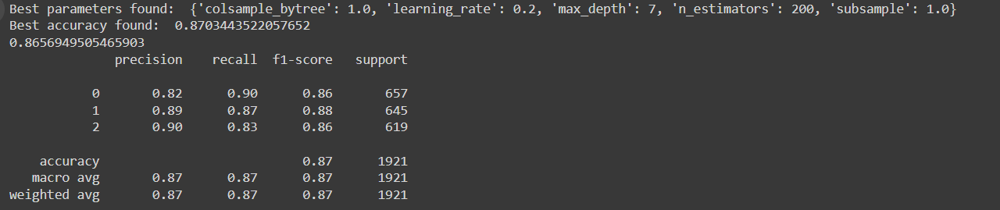 Best parameters found:  {'colsample_bytree': 1.0, 'learning_rate': 0.2, 'max_depth': 7, 'n_estimators': 200, 'subsample': 1.0}
Best accuracy found:  0.8703443522057652
0.8656949505465903
              precision    recall  f1-score   support

           0       0.82      0.90      0.86       657
           1       0.89      0.87      0.88       645
           2       0.90      0.83      0.86       619

    accuracy                           0.87      1921
   macro avg       0.87      0.87      0.87      1921
weighted avg       0.87      0.87      0.87      1921